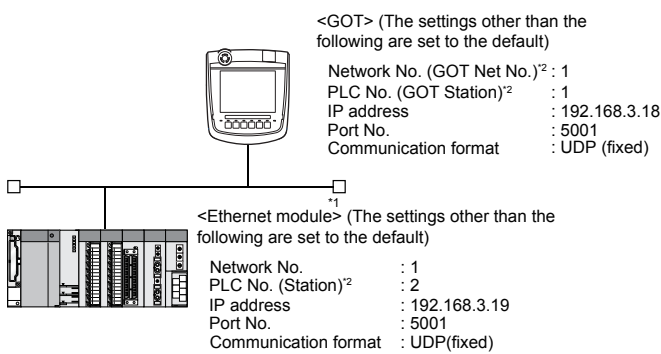 <GOT> (The settings other than the
following are set to the default)
Network No. (GOT Net No.)*2 : 1
PLC No. (GOT Station)*2 : 1
IP address : 192.168.3.18
Port No. : 5001
Communication format : UDP (fixed)
*1
<Ethernet module> (The settings other than the
following are set to the default)
Network No. : 1
PLC No. (Station)*2 : 2
IP address : 192.168.3.19
Port No. : 5001
Communication format : UDP(fixed)